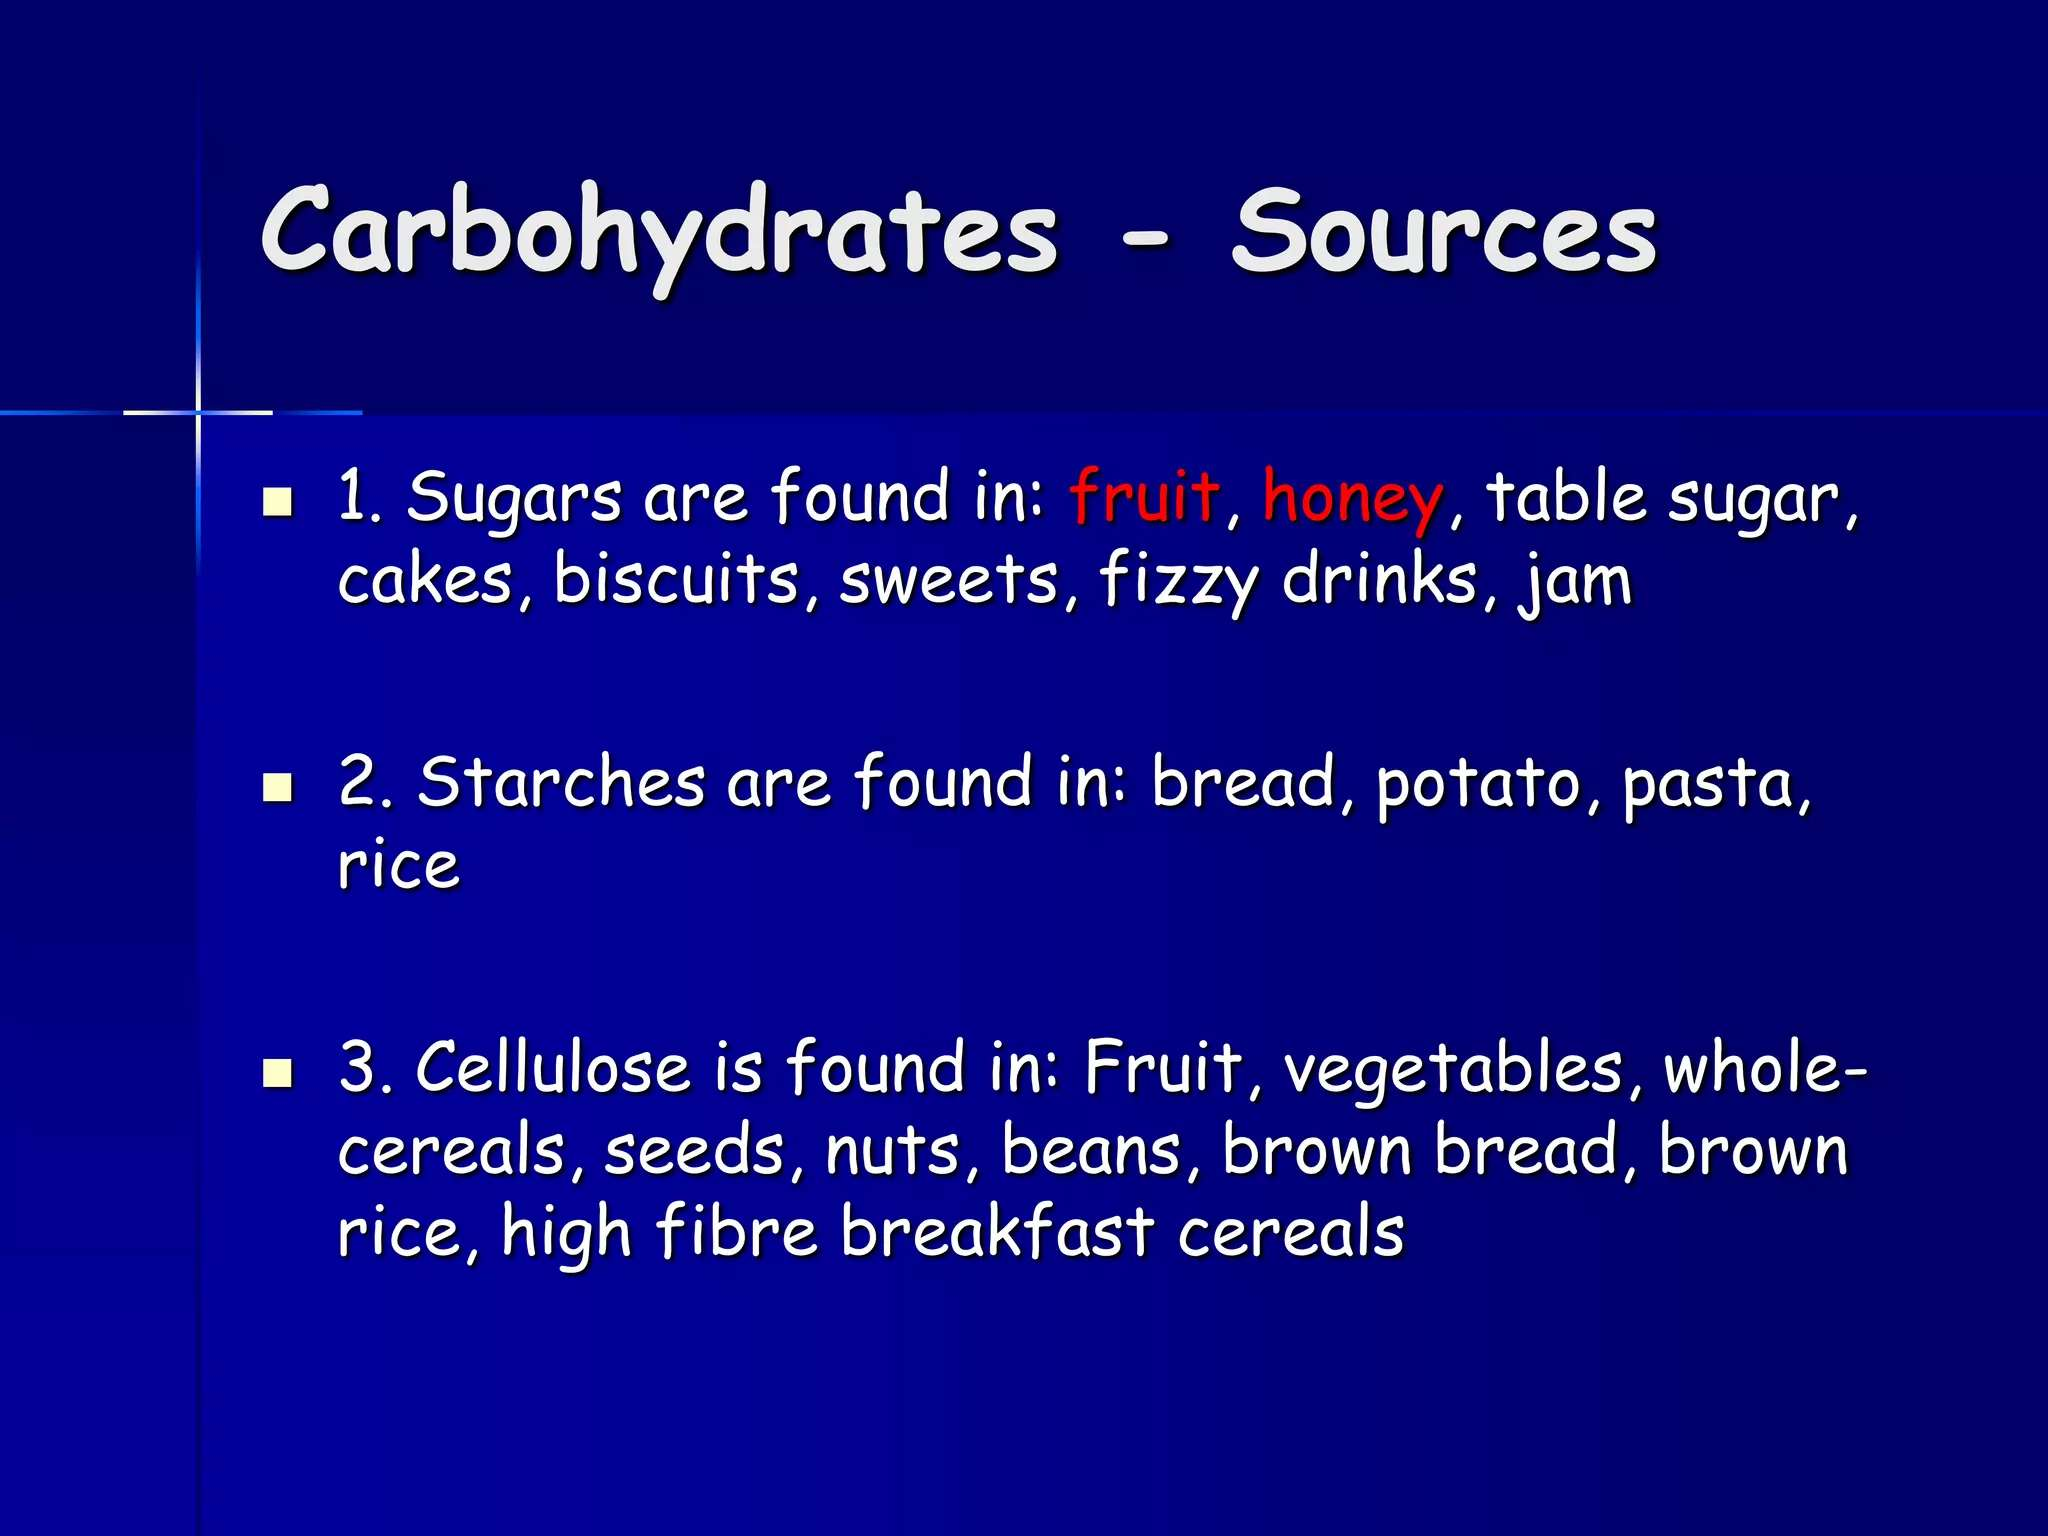 Carbohydrates - Sources
1. Sugars are found in: fruit, honey, table sugar,
cakes, biscuits, sweets, fizzy drinks, jam
2. Starches are found in: bread, potato, pasta,
rice
3. Cellulose is found in: Fruit, vegetables, whole-
cereals, seeds, nuts, beans, brown bread, brown
rice, high fibre breakfast cereals